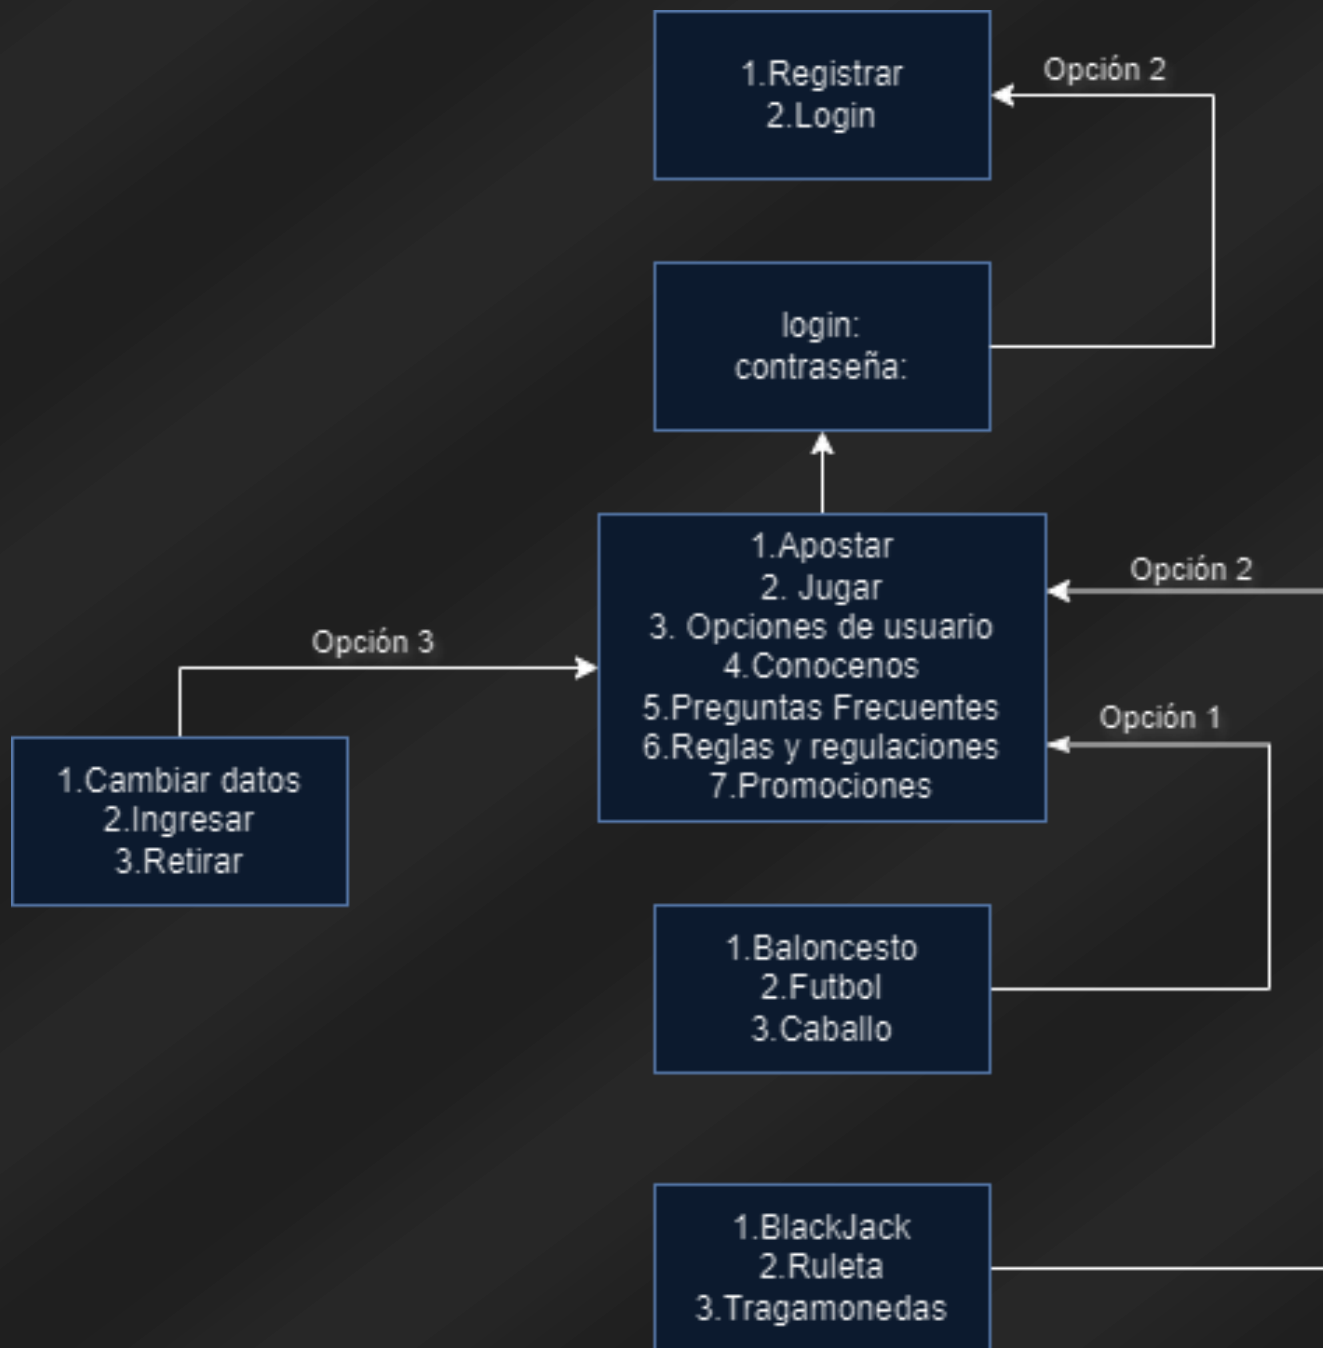 1.Registrar
2.Login
Opción 2
login:
contraseña:
1.Apostar
2. Jugar
3. Opciones de usuario
4.Conocenos
5.Preguntas Frecuentes
6.Reglas y regulaciones
7.Promociones
Opción 2
Opción 3
Opción 1
1.Cambiar datos
2.Ingresar
3.Retirar
1.Baloncesto
2.Futbol
3.Caballo
1.BlackJack
2.Ruleta
3.Tragamonedas